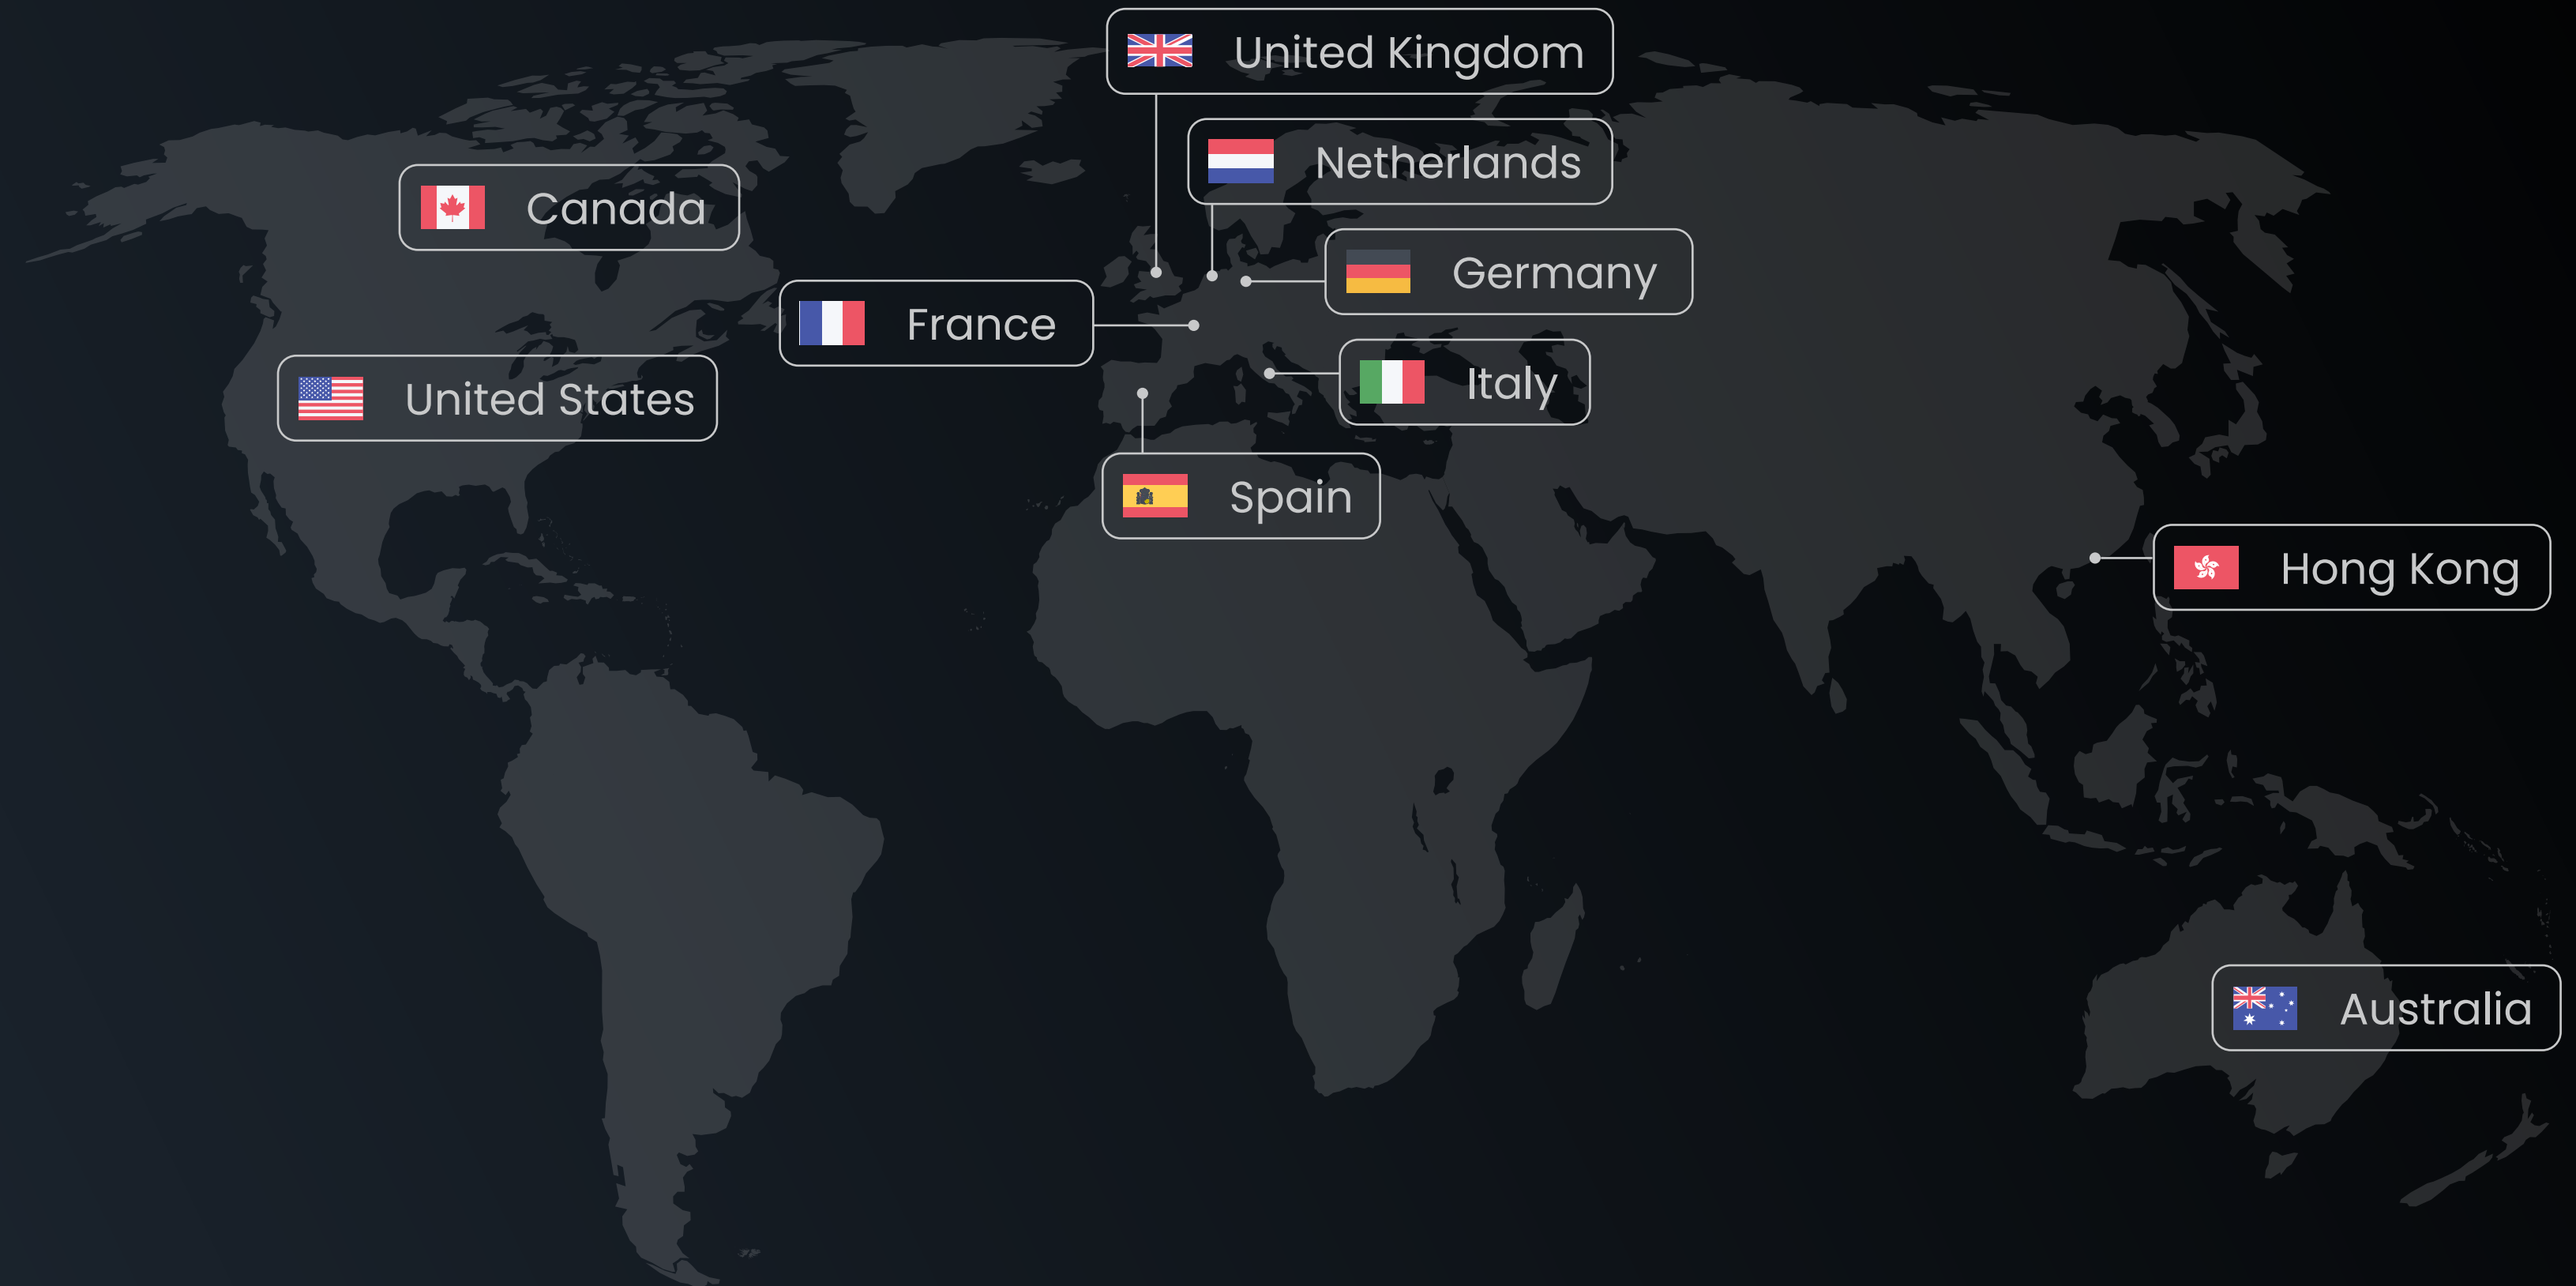 United Kingdom
Netherlands
Canada
Germany
France
Italy
United States
Spain
Hong Kong
Australia